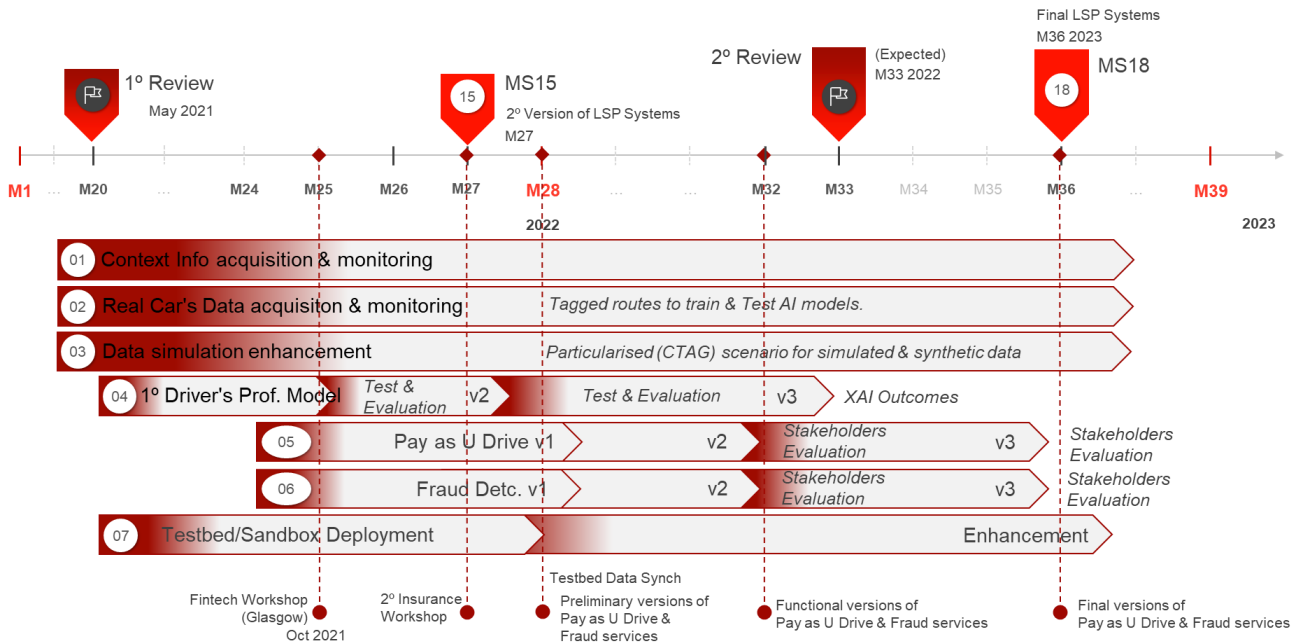 Final LSP Systems
M36 2023
MS18
18
2º Review
(Expected)
M33 2022
1º Review
May 2021
MS15
15
2º Version of LSP Systems
M27
M1
...
M20
...
M24
M25
M26
M27
M28
...
...
M32
M33
M34
M35
M36
...
M39
2022
2023
01 Context Info acquisition & monitoring
02 Real Car's Data acquisiton & monitoring
Tagged routes to train & Test AI models.
03 Data simulation enhancement
Particularised (CTAG) scenario for simulated & synthetic data
04 1º Driver's Prof. Model
Test &
Evaluation
v2
Test & Evaluation
v3
XAI Outcomes
05 Pay as U Drive v1
v2
Stakeholders
Evaluation
v3
Stakeholders
Evaluation
06 Fraud Detc. v1
v2
Stakeholders
Evaluation
v3
Stakeholders
Evaluation
07 Testbed/Sandbox Deployment
Enhancement
Fintech Workshop
(Glasgow)
Oct 2021
2º Insurance
Workshop
Testbed Data Synch
Preliminary versions of
Pay as U Drive &
Fraud services
Functional versions of
Pay as U Drive & Fraud services
Final versions of
Pay as U Drive & Fraud services